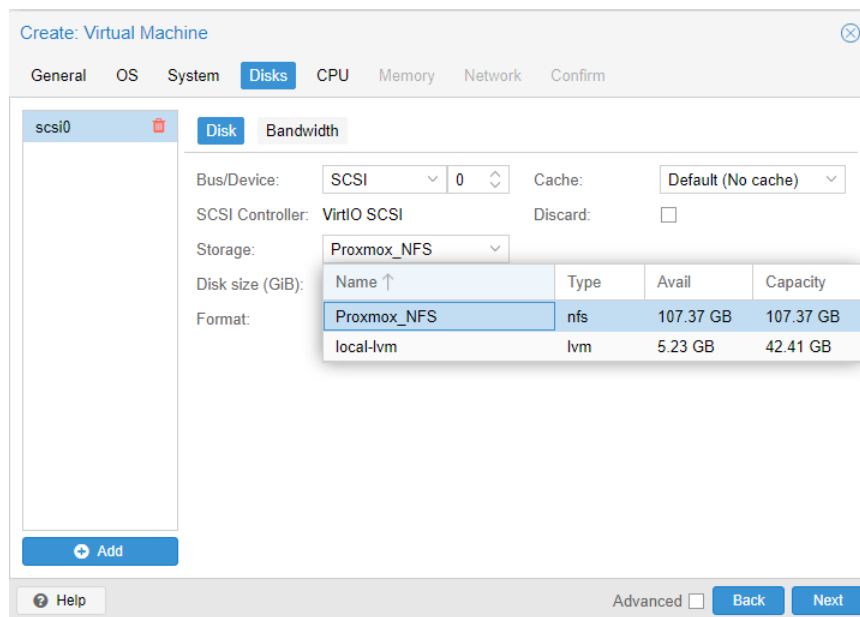 Create: Virtual Machine
General OS System Disks CPU Memory Network Confirm
scsi0
Disk Bandwidth
Bus/Device: SCSI 0 Cache: Default (No cache)
SCSI Controller: VirtIO SCSI Discard:
Storage: Proxmox_NFS
Disk size (GiB):
Format:
Name Type Avail Capacity
Proxmox_NFS nfs 107.37 GB 107.37 GB
local-lvm lvm 5.23 GB 42.41 GB
Add
Help Advanced Back Next